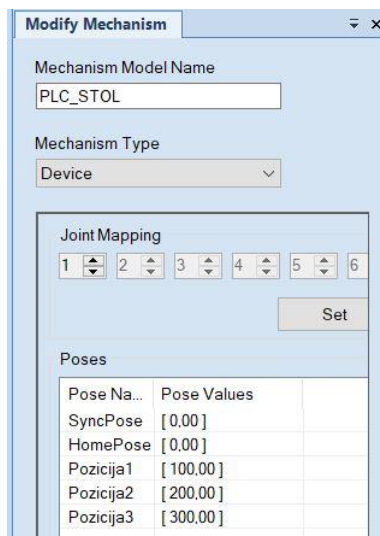 Modify Mechanism
Mechanism Model Name
PLC_STOL
Mechanism Type
Device
Joint Mapping
1 2 3 4 5 6
Set
Poses
Pose Na... Pose Values
SyncPose [ 0,00 ]
HomePose [ 0,00 ]
Pozicija1 [ 100,00 ]
Pozicija2 [ 200,00 ]
Pozicija3 [ 300,00 ]